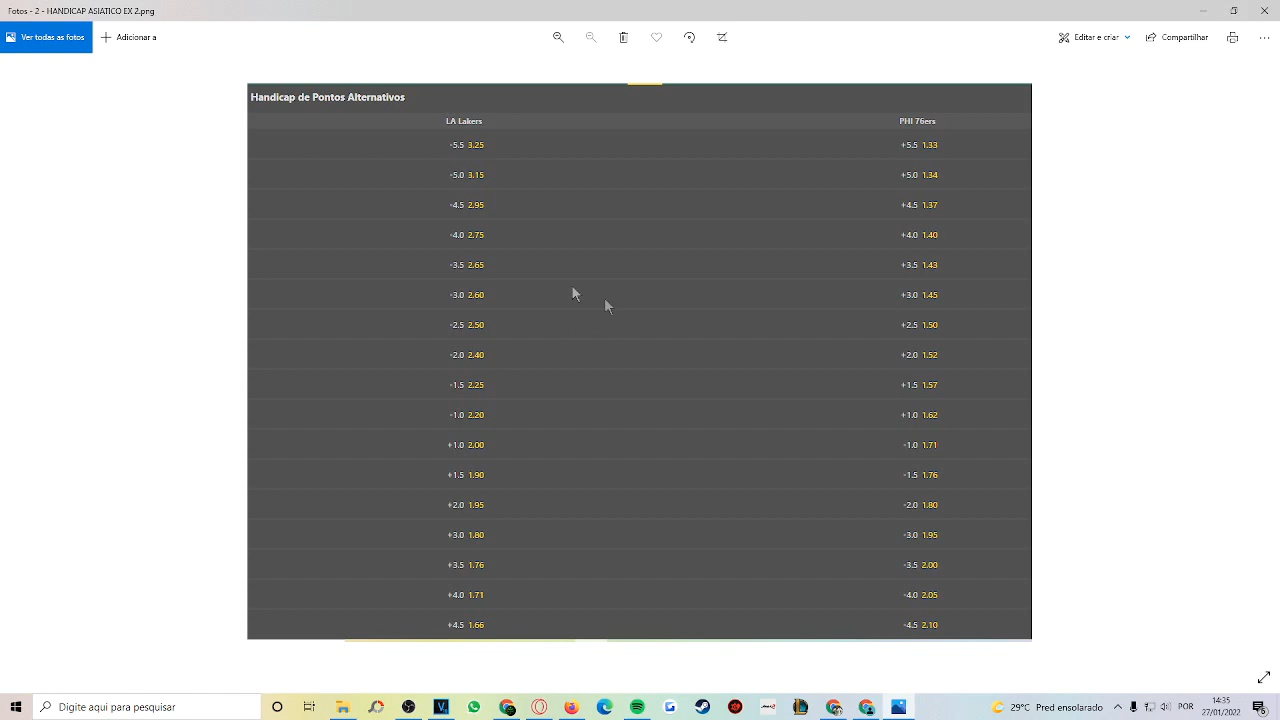 Fotos - 2 - HANDICAP ASIATICO EX 2.png
Ver todas as fotos Adicionar a Editar e criar Compartilhar
Handicap de Pontos Alternativos
LA Lakers PHI 76ers
-5.5 3.25 +5.5 1.33
-5.0 3.15 +5.0 1.34
-4.5 2.95 +4.5 1.37
-4.0 2.75 +4.0 1.40
-3.5 2.65 +3.5 1.43
-3.0 2.60 +3.0 1.45
-2.5 2.50 +2.5 1.50
-2.0 2.40 +2.0 1.52
-1.5 2.25 +1.5 1.57
-1.0 2.20 +1.0 1.62
+1.0 2.00 -1.0 1.71
+1.5 1.90 -1.5 1.76
+2.0 1.95 -2.0 1.80
+3.0 1.80 -3.0 1.95
+3.5 1.76 -3.5 2.00
+4.0 1.71 -4.0 2.05
+4.5 1.66 -4.5 2.10
Digite aqui para pesquisar 29°C Pred ensolarado POR 14:35
27/01/2022